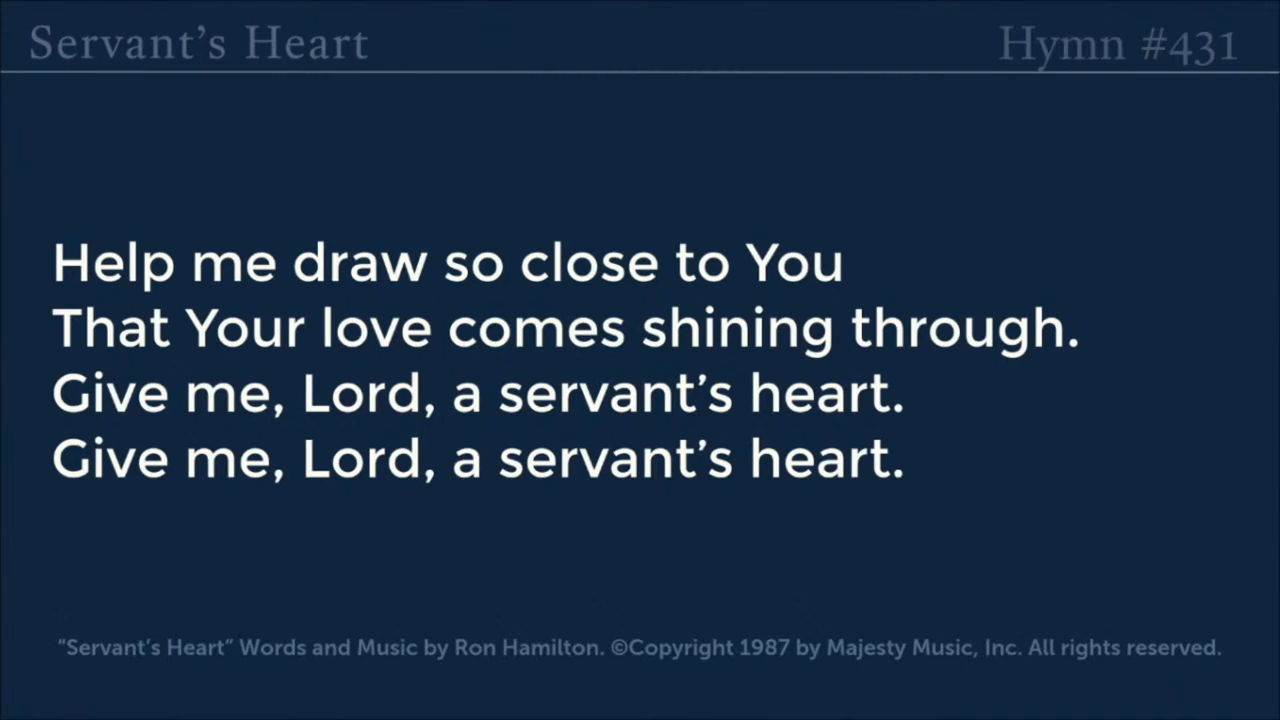 Servant’s Heart
Hymn #431
Help me draw so close to You
That Your love comes shining through.
Give me, Lord, a servant’s heart.
Give me, Lord, a servant’s heart.
“Servant’s Heart” Words and Music by Ron Hamilton. ©Copyright 1987 by Majesty Music, Inc. All rights reserved.